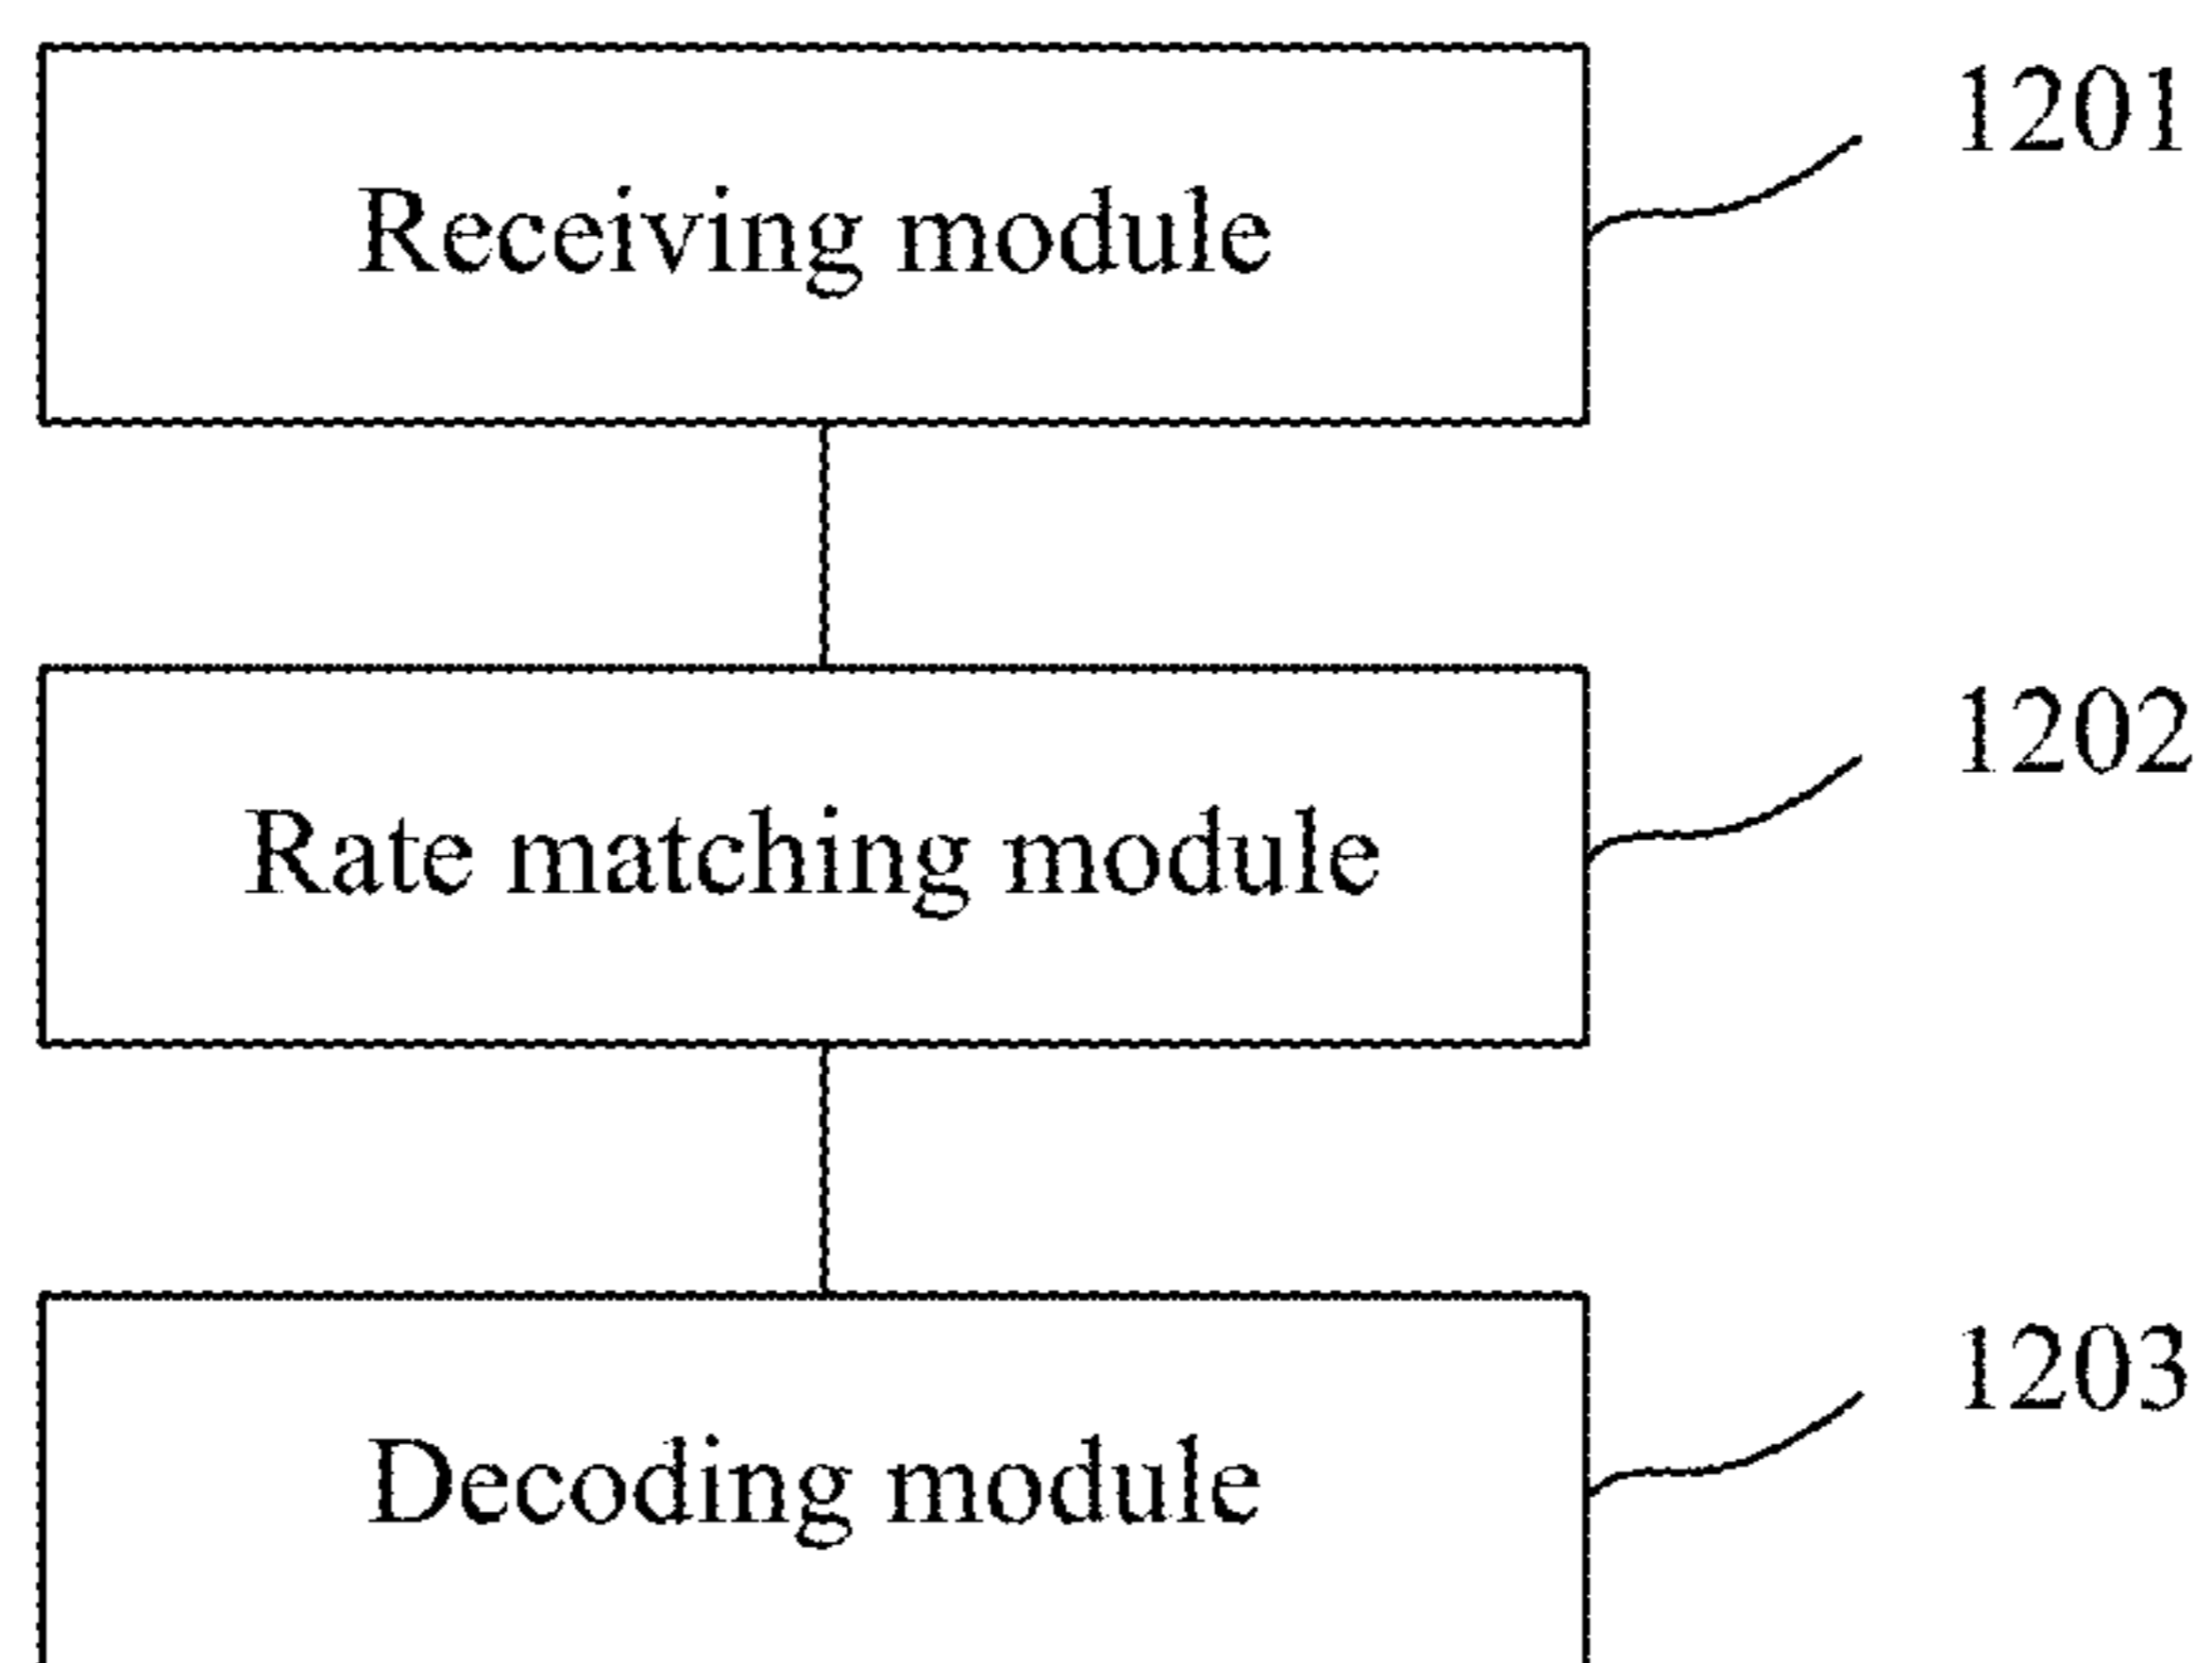 1201
Receiving module
1202
Rate matching module
1203
Decoding module